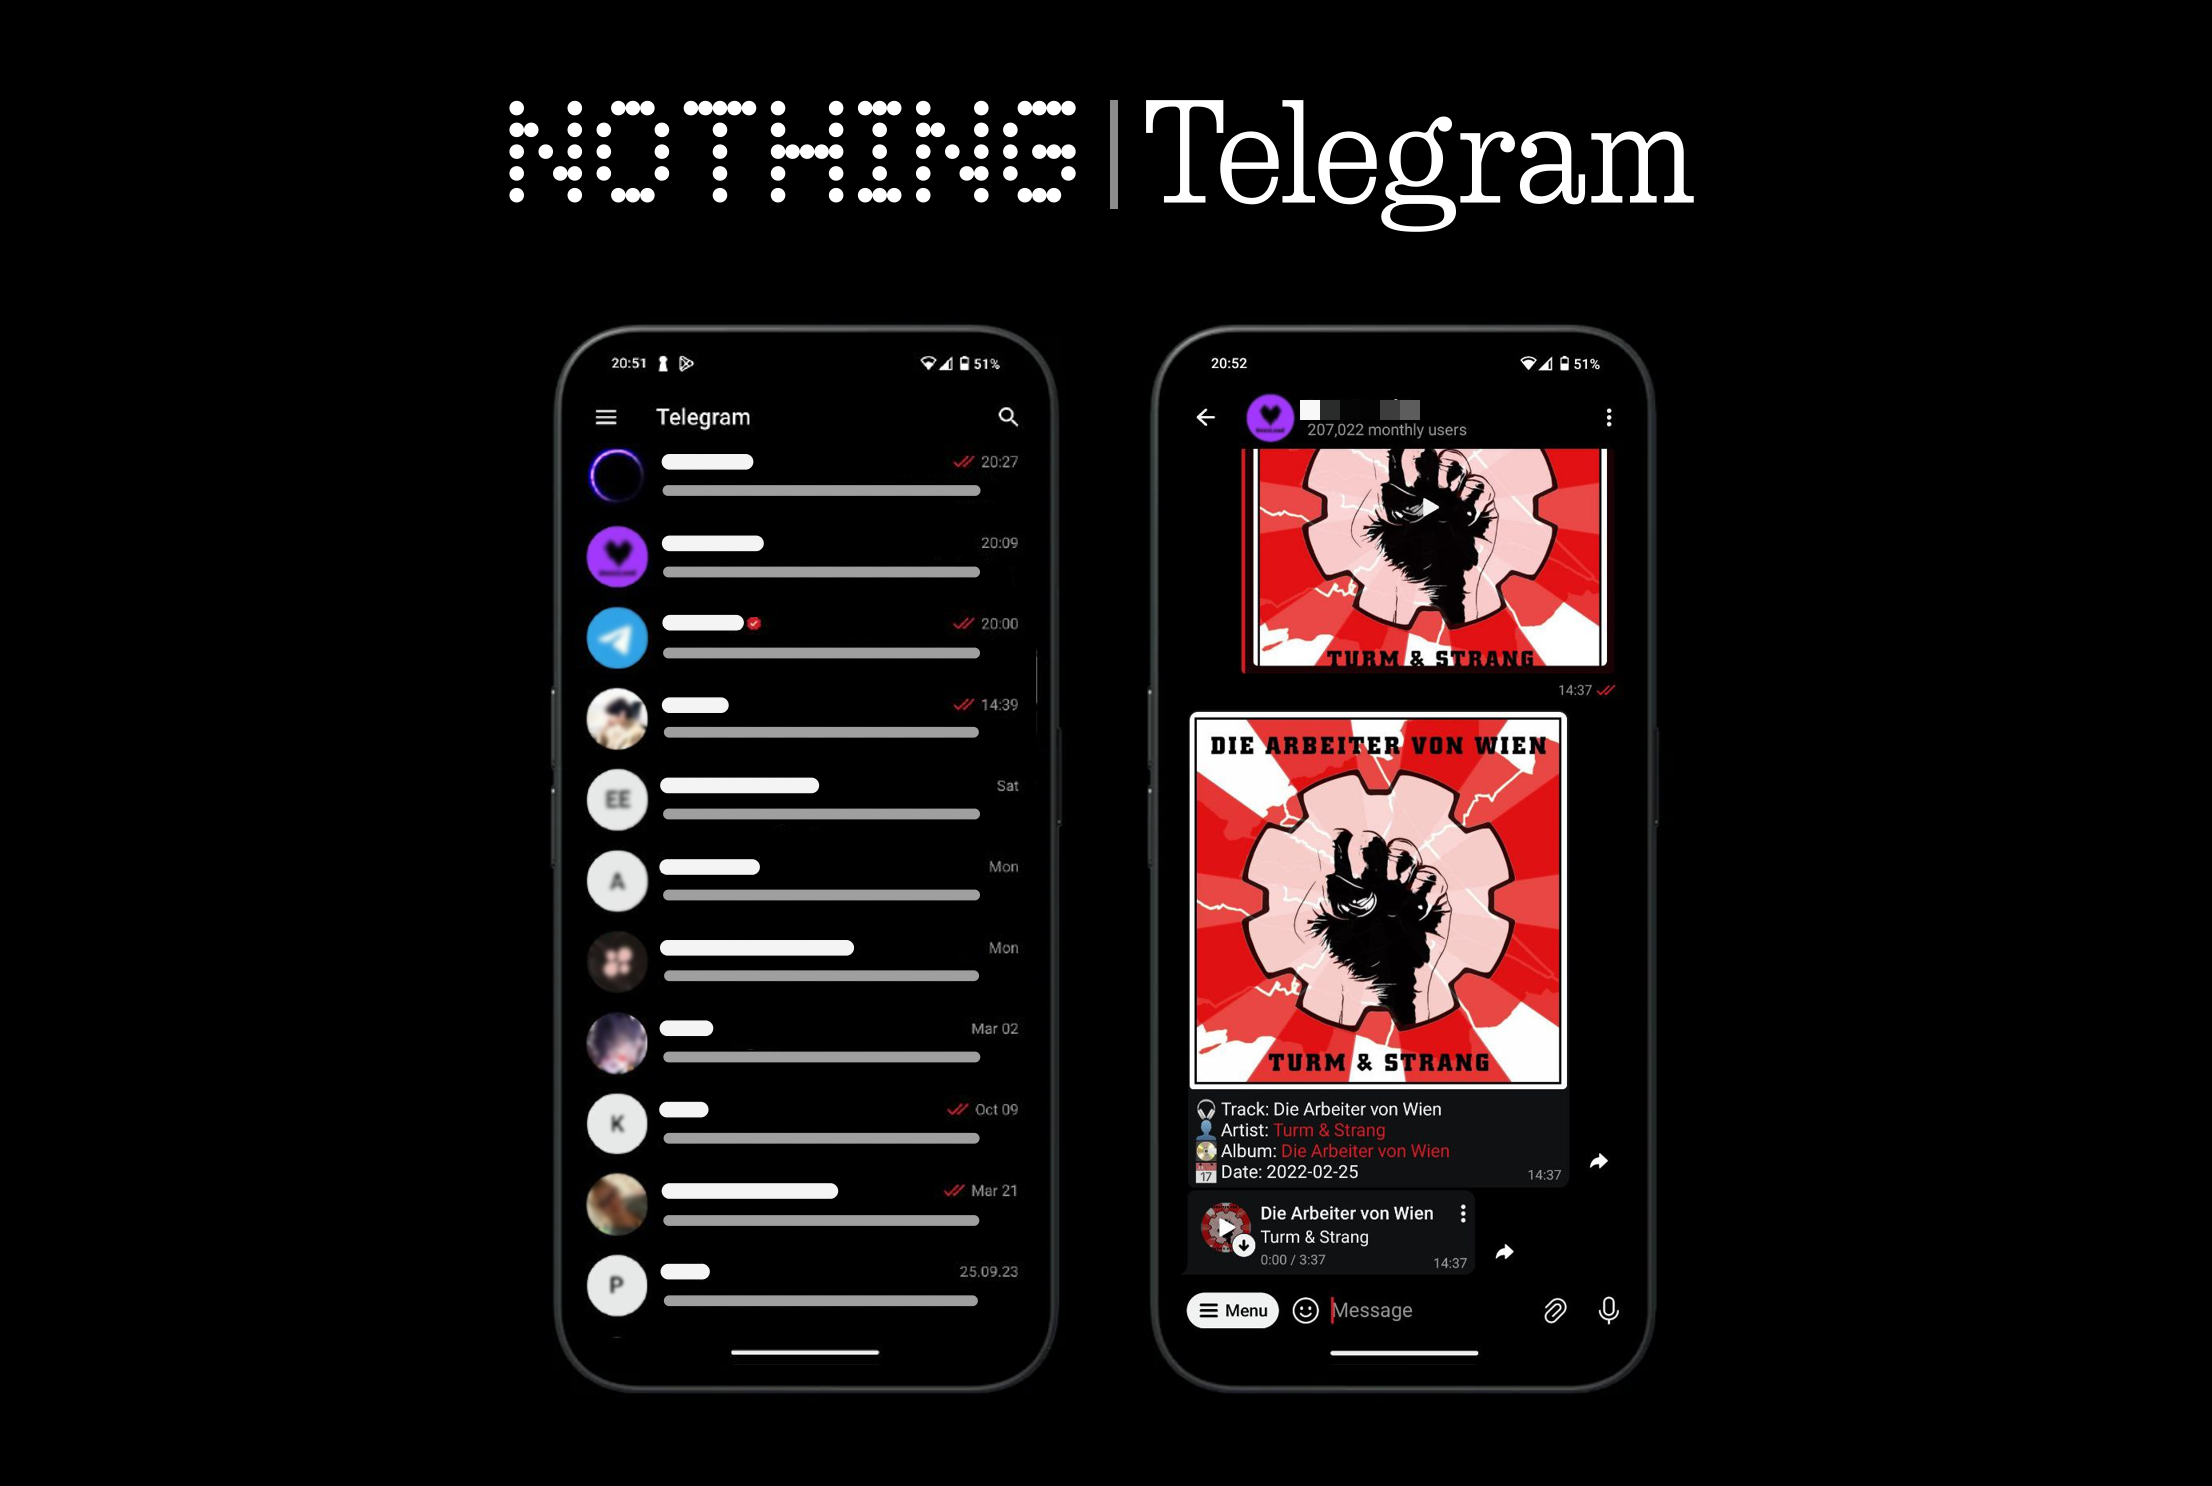 NOTHING | Telegram
20:51 51%
Telegram
20:27
20:09
20:00
14:39
EE
Sat
A
Mon
Mon
Mar 02
K
Oct 09
Mar 21
P
25.09.23
20:52 51%
207,022 monthly users
TURM & STRANG
14:37
DIE ARBEITER VON WIEN
TURM & STRANG
Track: Die Arbeiter von Wien
Artist: Turm & Strang
Album: Die Arbeiter von Wien
17 Date: 2022-02-25
14:37
Die Arbeiter von Wien
Turm & Strang
0:00 / 3:37
14:37
Menu Message